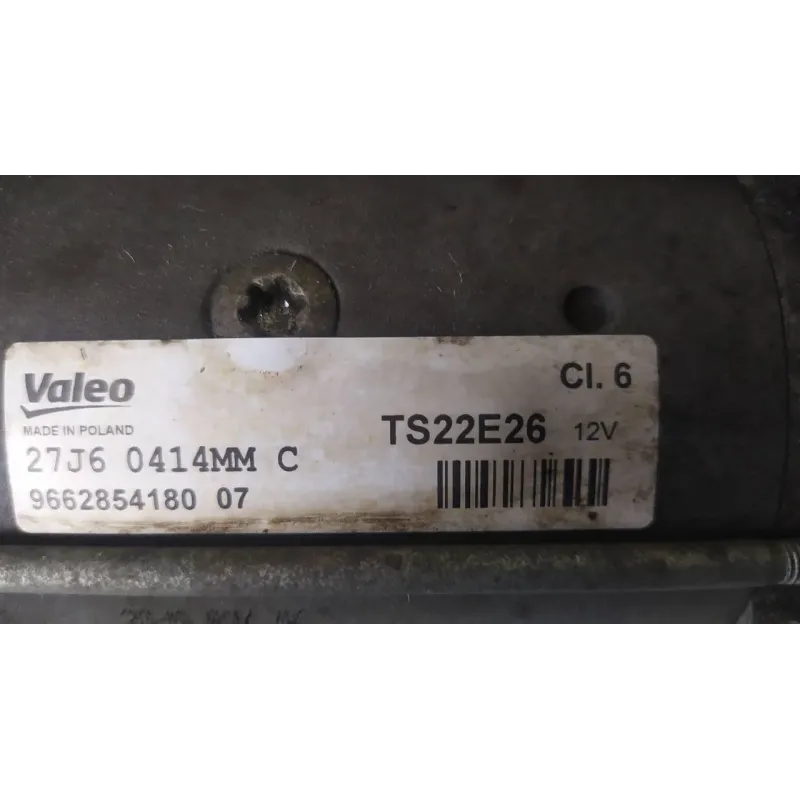 Valeo
MADE IN POLAND
27J6 0414MM C
9662854180 07
Cl. 6
TS22E26 12V